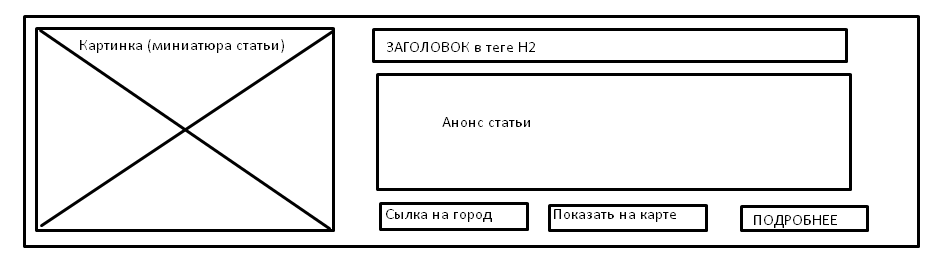 Картинка (миниатюра статьи)
ЗАГОЛОВОК в теге H2
Анонс статьи
Сылка на город
Показать на карте
ПОДРОБНЕЕ